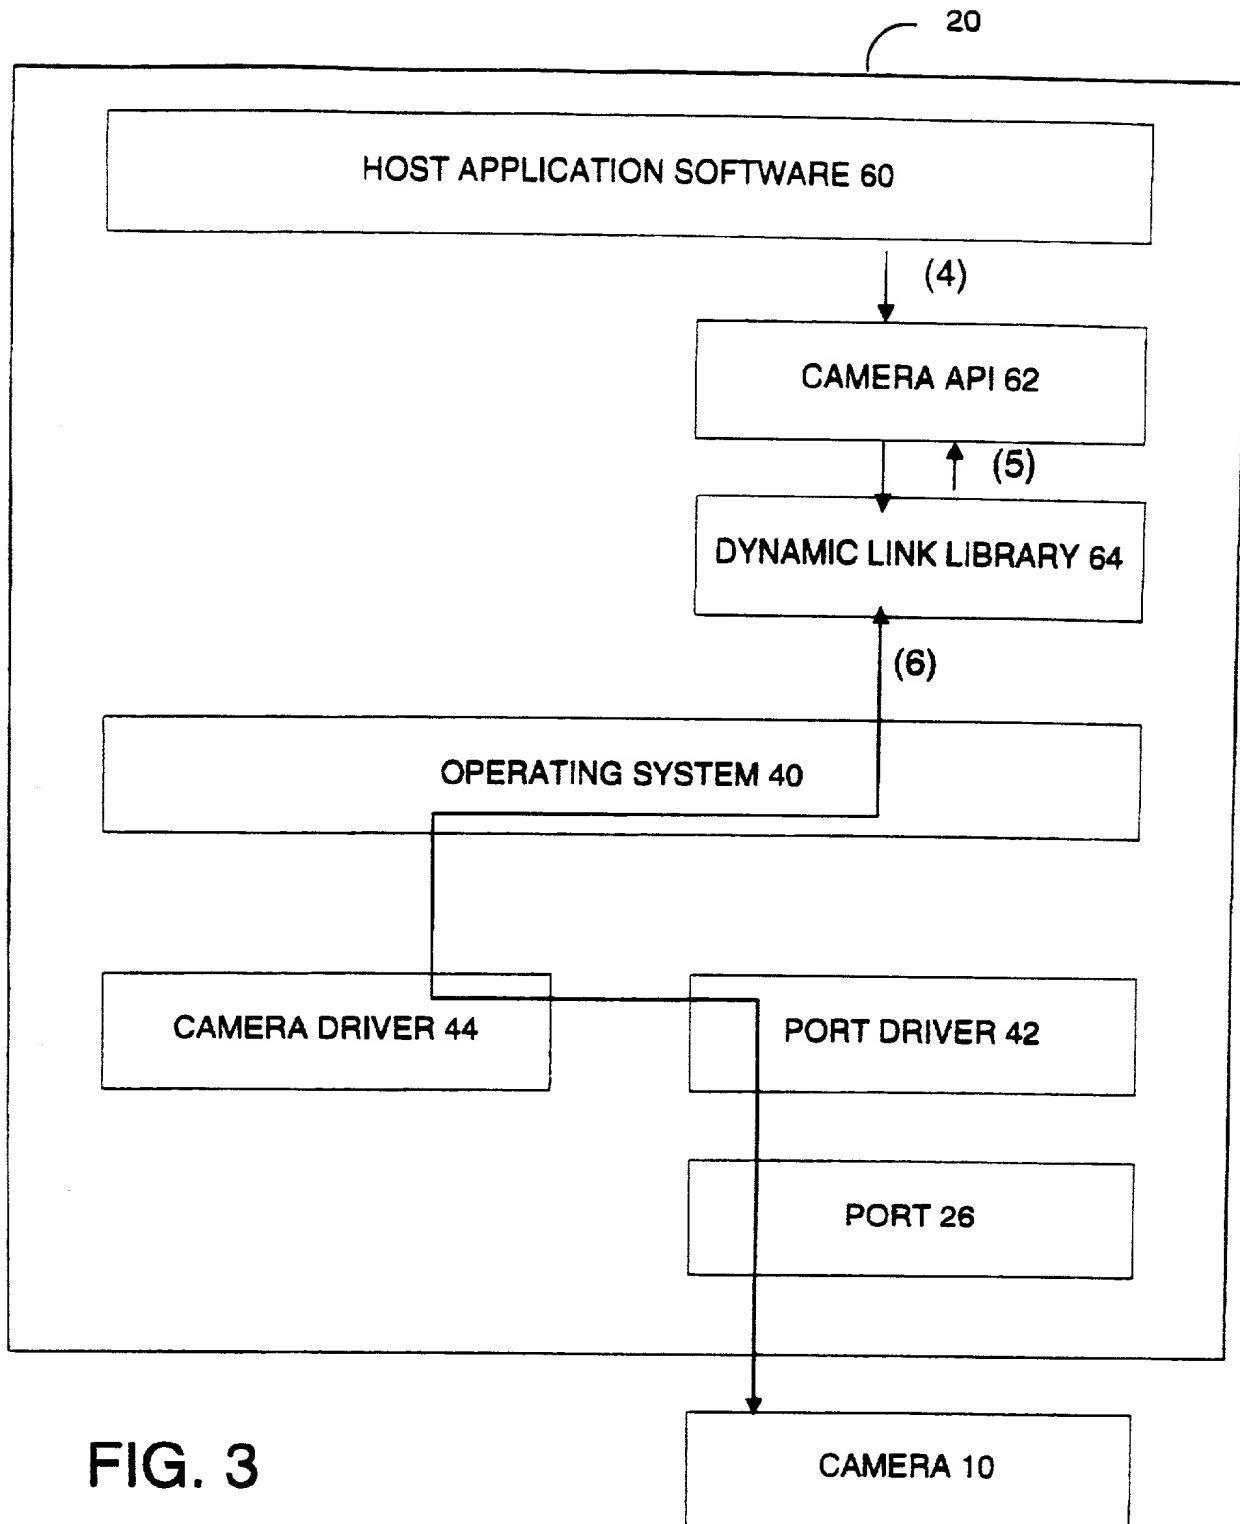 20
HOST APPLICATION SOFTWARE 60
(4)
CAMERA API 62
(5)
DYNAMIC LINK LIBRARY 64
(6)
OPERATING SYSTEM 40
CAMERA DRIVER 44
PORT DRIVER 42
PORT 26
CAMERA 10
FIG. 3